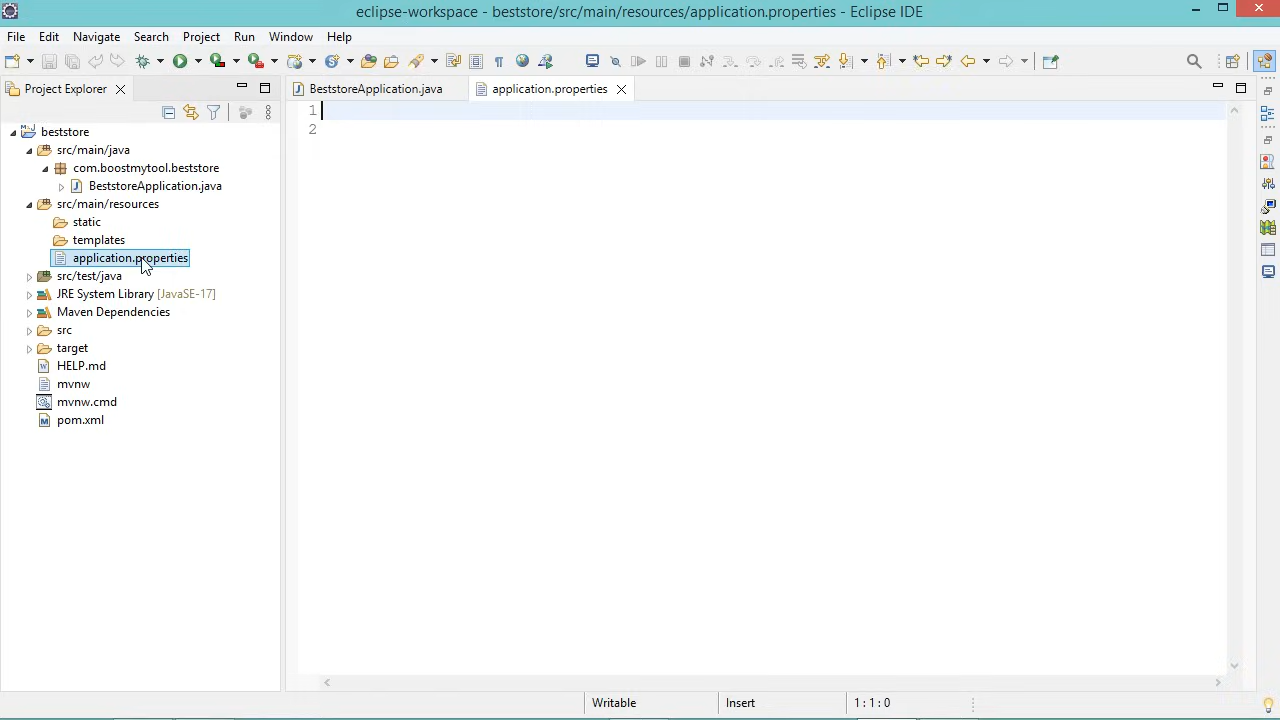 eclipse-workspace - beststore/src/main/resources/application.properties - Eclipse IDE
File Edit Navigate Search Project Run Window Help
Project Explorer
BeststoreApplication.java
application.properties
1
2
beststore
src/main/java
com.boostmytool.beststore
BeststoreApplication.java
src/main/resources
static
templates
application.properties
src/test/java
JRE System Library [JavaSE-17]
Maven Dependencies
src
target
HELP.md
mvnw
mvnw.cmd
pom.xml
Writable
Insert
1 : 1 : 0